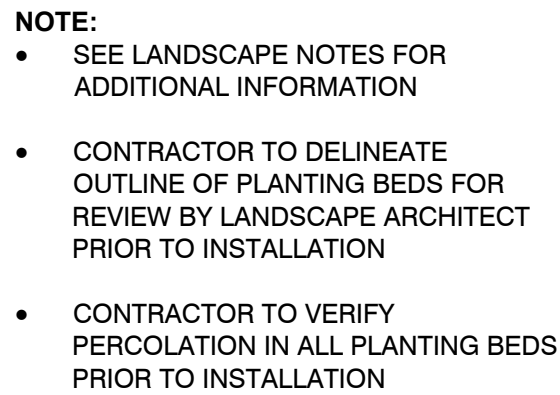 NOTE:
• SEE LANDSCAPE NOTES FOR
ADDITIONAL INFORMATION
• CONTRACTOR TO DELINEATE
OUTLINE OF PLANTING BEDS FOR
REVIEW BY LANDSCAPE ARCHITECT
PRIOR TO INSTALLATION
• CONTRACTOR TO VERIFY
PERCOLATION IN ALL PLANTING BEDS
PRIOR TO INSTALLATION